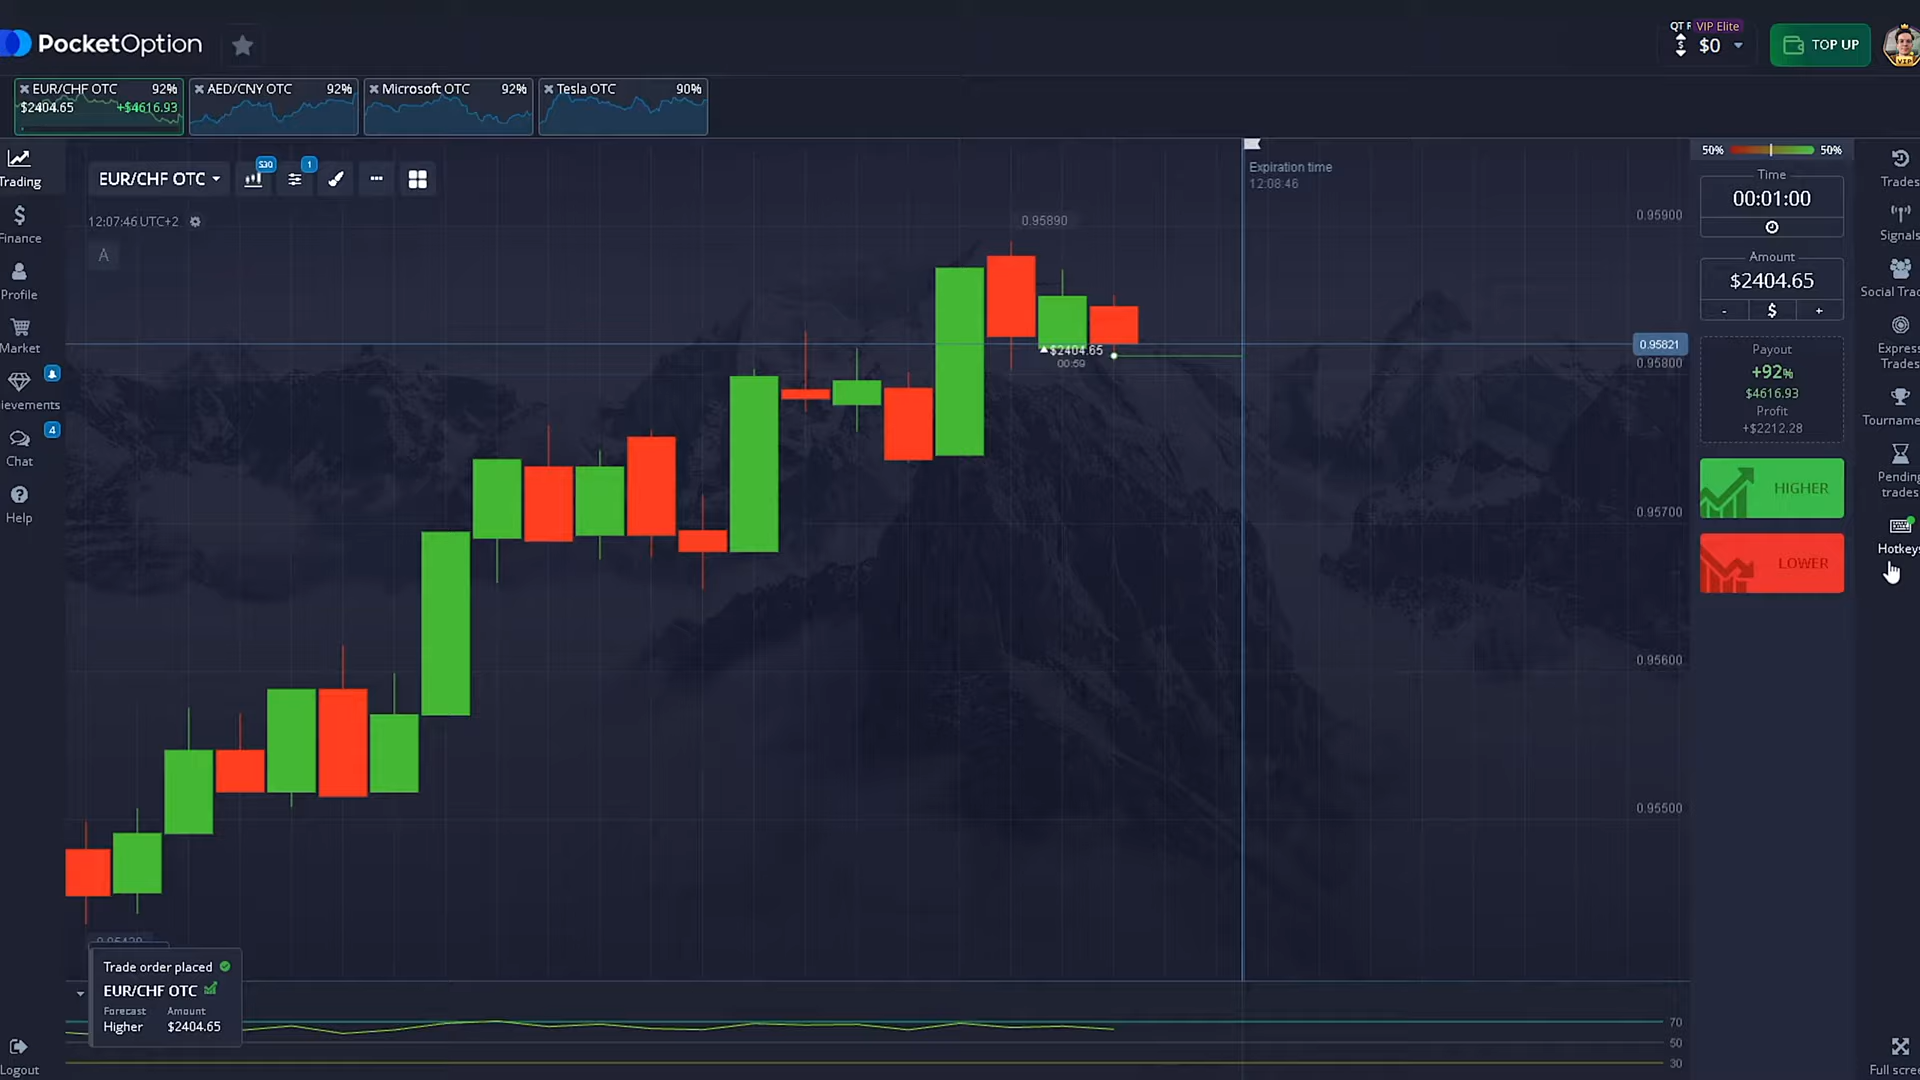 PocketOption
QT F VIP Elite
$0
TOP UP
VIP
EUR/CHF OTC 92%
$2404.65 +$4616.93
AED/CNY OTC 92%
Microsoft OTC 92%
Tesla OTC 90%
Trading
Finance
Profile
Market
ievements
4
Chat
Help
Logout
EUR/CHF OTC
S30
1
12:07:46 UTC+2
A
0.95890
Expiration time
12:08:46
$2404.65
00:59
0.95900
0.95821
0.95800
0.95700
0.95600
0.95500
Trade order placed
EUR/CHF OTC
Forecast Amount
Higher $2404.65
70
50
30
50% 50%
Time
00:01:00
Amount
$2404.65
- $ +
Payout
+92%
$4616.93
Profit
+$2212.28
HIGHER
LOWER
Trades
Signals
Social Trad
Express
Trades
Tourname
Pending
trades
Hotkeys
Full scree